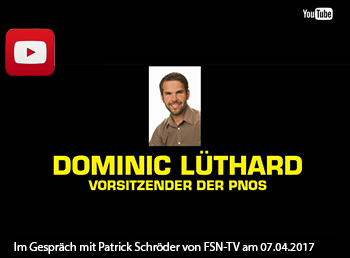 YouTube
DOMINIC LÜTHARD
VORSITZENDER DER PNOS
Im Gespräch mit Patrick Schröder von FSN-TV am 07.04.2017